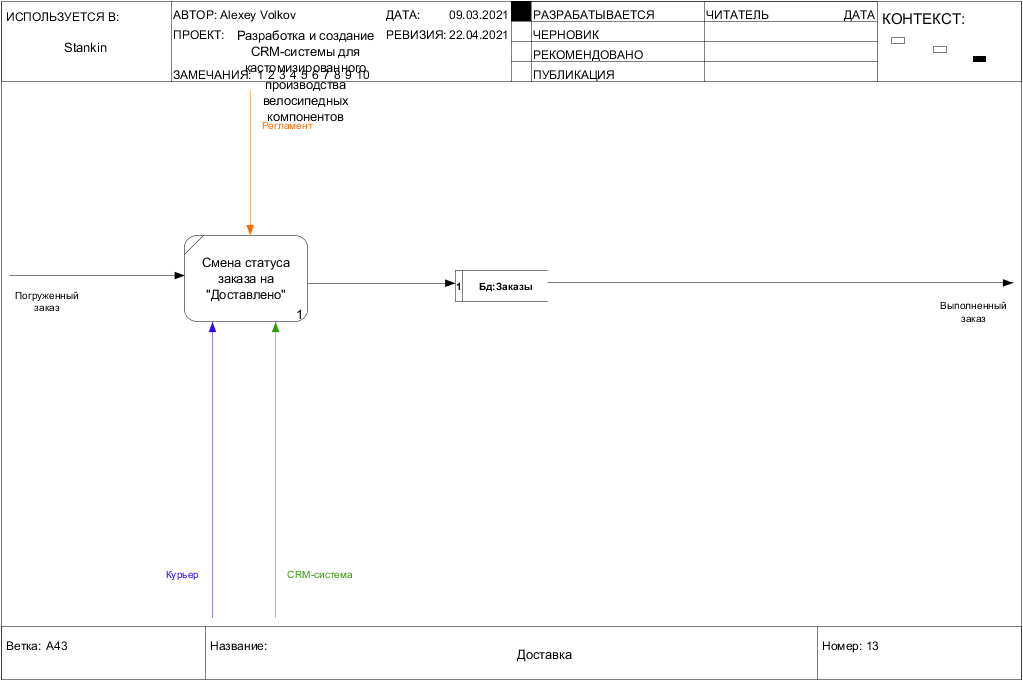 ИСПОЛЬЗУЕТСЯ В:
Stankin
АВТОР: Alexey Volkov
ДАТА: 09.03.2021
ПРОЕКТ: Разработка и создание
CRM-системы для
кастомизированного
производства
велосипедных
компонентов
РЕВИЗИЯ: 22.04.2021
ЗАМЕЧАНИЯ: 1 2 3 4 5 6 7 8 9 10
РАЗРАБАТЫВАЕТСЯ
ЧЕРНОВИК
РЕКОМЕНДОВАНО
ПУБЛИКАЦИЯ
ЧИТАТЕЛЬ ДАТА
КОНТЕКСТ:
Регламент
Смена статуса
заказа на
"Доставлено"
1
Погруженный
заказ
1 Бд:Заказы
Выполненный
заказ
Курьер
CRM-система
Ветка: A43
Название:
Доставка
Номер: 13